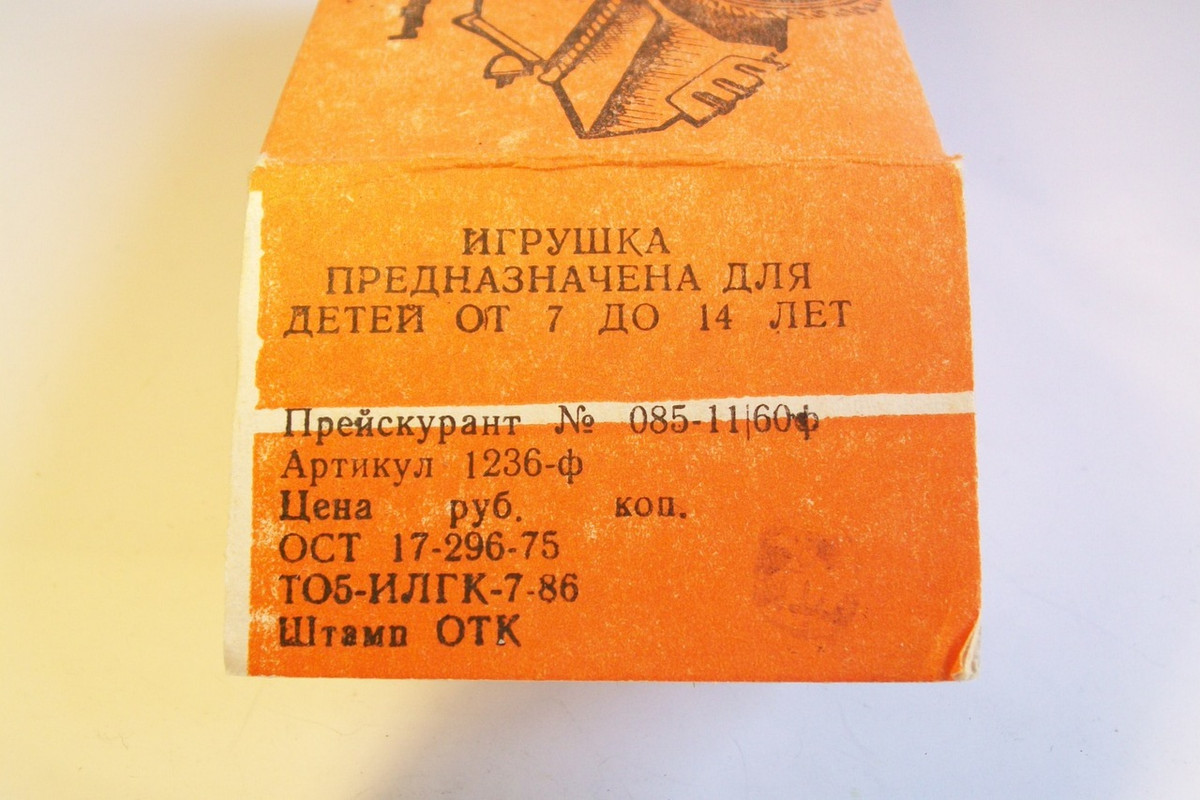 ИГРУШКА
ПРЕДНАЗНАЧЕНА ДЛЯ
ДЕТЕЙ ОТ 7 ДО 14 ЛЕТ
Прейскурант № 085-11|60ф
Артикул 1236-ф
Цена руб. коп.
ОСТ 17-296-75
ТО5-ИЛГК-7-86
Штамп ОТК